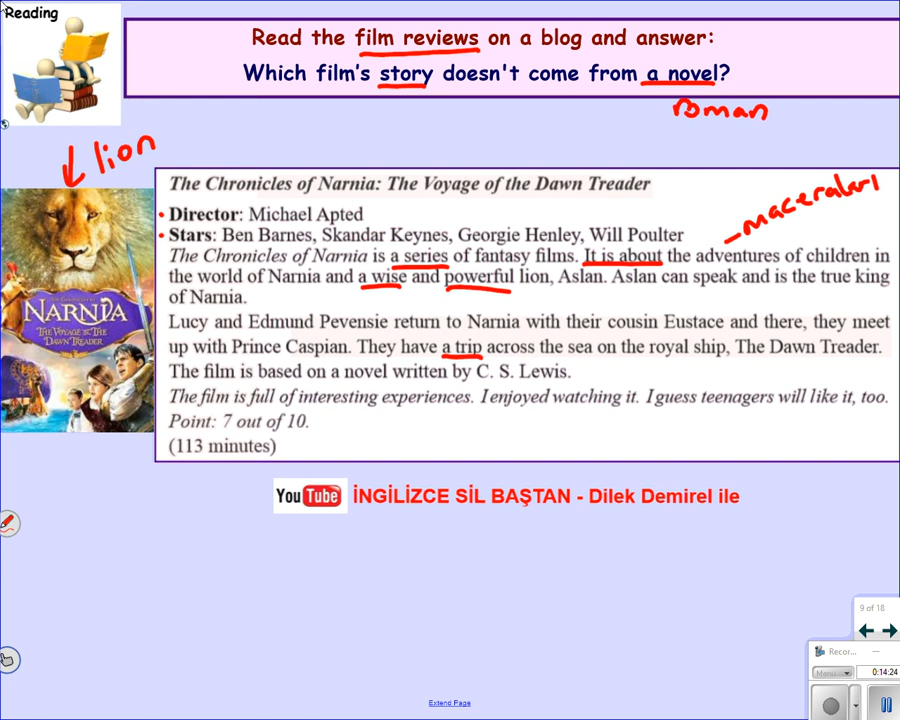 Reading
Read the film reviews on a blog and answer:
Which film's story doesn't come from a novel?
roman
lion
The Chronicles of Narnia: The Voyage of the Dawn Treader
maceraları
• Director: Michael Apted
• Stars: Ben Barnes, Skandar Keynes, Georgie Henley, Will Poulter
The Chronicles of Narnia is a series of fantasy films. It is about the adventures of children in
the world of Narnia and a wise and powerful lion, Aslan. Aslan can speak and is the true king
of Narnia.
Lucy and Edmund Pevensie return to Narnia with their cousin Eustace and there, they meet
up with Prince Caspian. They have a trip across the sea on the royal ship, The Dawn Treader.
The film is based on a novel written by C. S. Lewis.
The film is full of interesting experiences. I enjoyed watching it. I guess teenagers will like it, too.
Point: 7 out of 10.
(113 minutes)
NARNIA
THE VOYAGE OF THE
DAWN TREADER
YouTube İNGİLİZCE SİL BAŞTAN - Dilek Demirel ile
9 of 18
Recor...
Menu
0:14:24
Extend Page